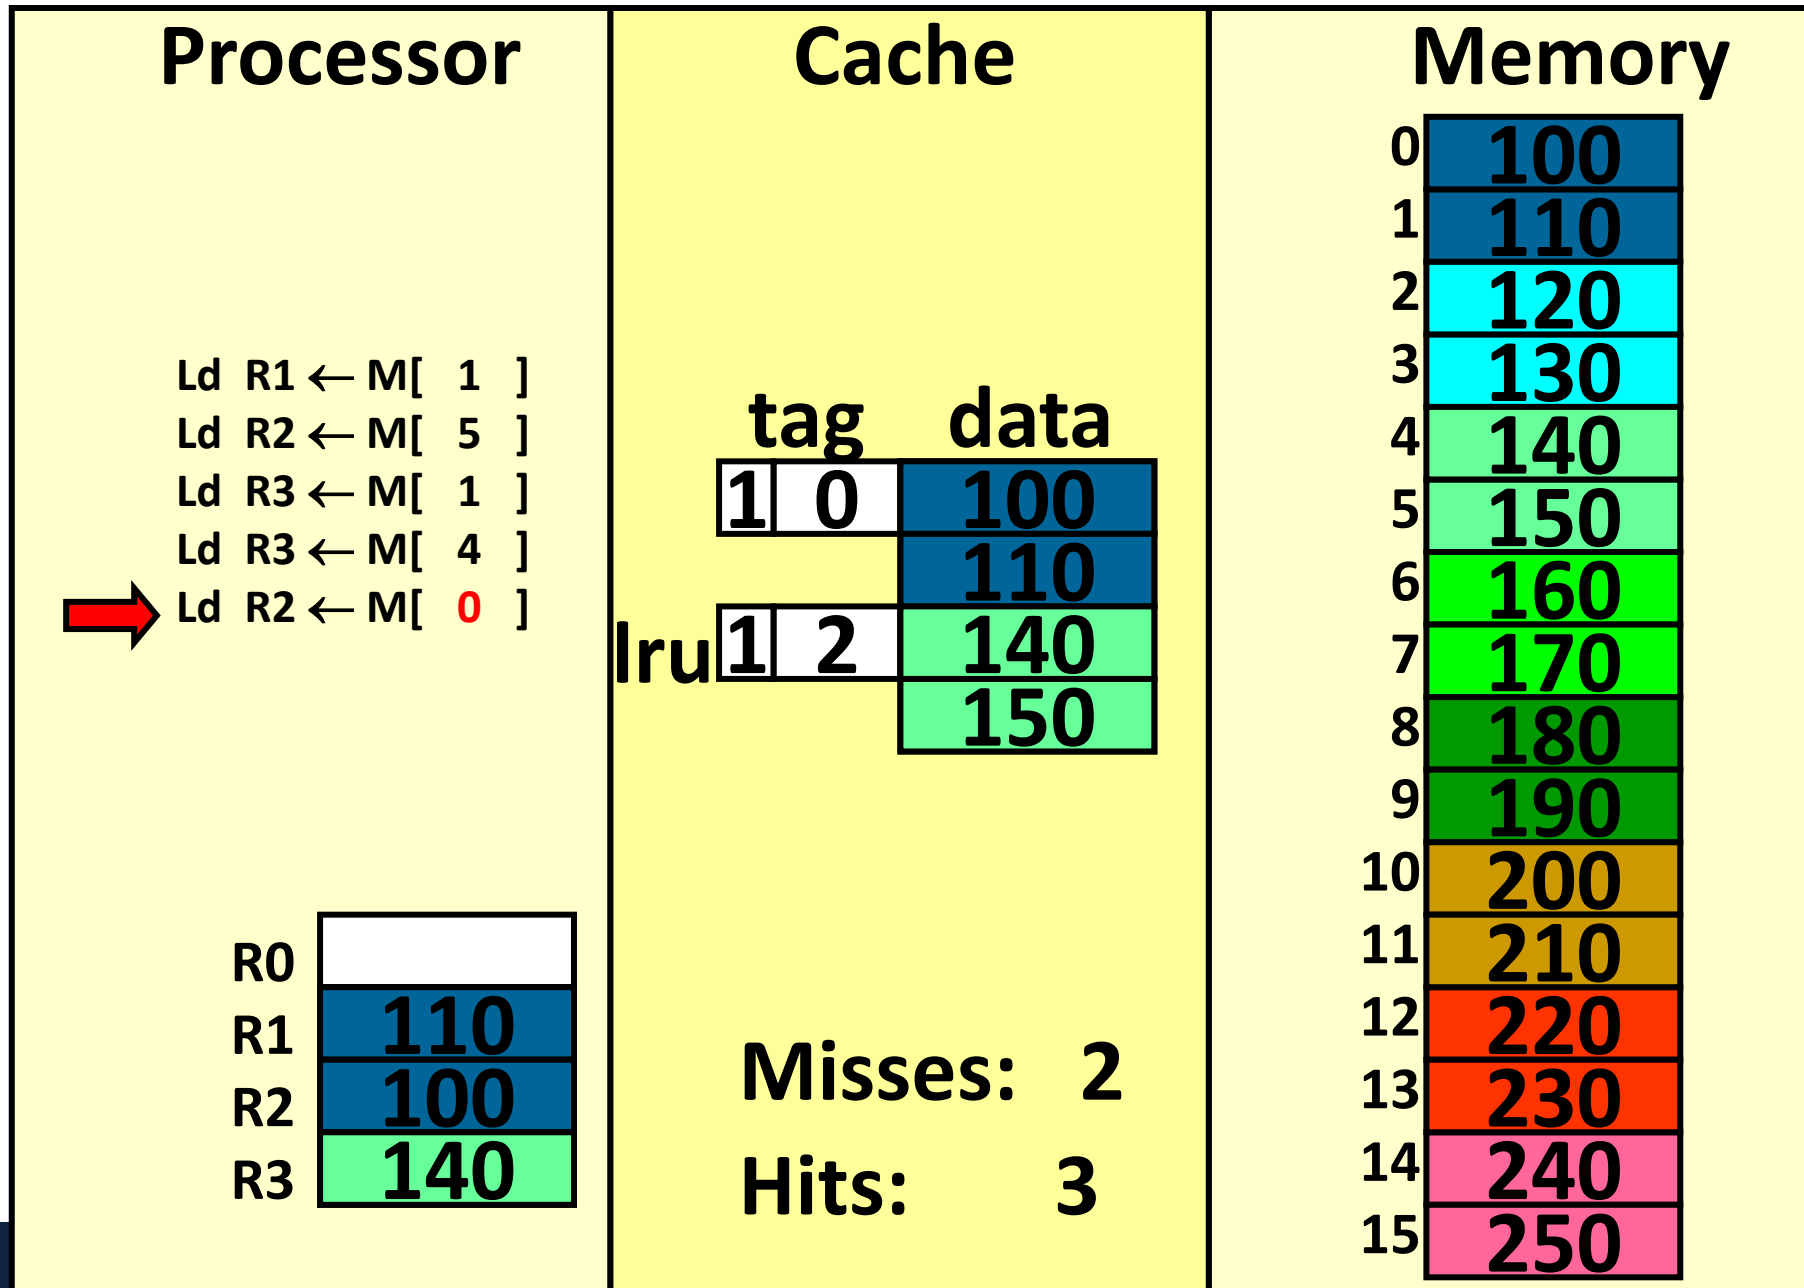 Processor
Ld R1 ← M[ 1 ]
Ld R2 ← M[ 5 ]
Ld R3 ← M[ 1 ]
Ld R3 ← M[ 4 ]
Ld R2 ← M[ 0 ]
R0
R1 110
R2 100
R3 140
Cache
tag data
1 0 100
110
lru 1 2 140
150
Misses: 2
Hits: 3
Memory
0 100
1 110
2 120
3 130
4 140
5 150
6 160
7 170
8 180
9 190
10 200
11 210
12 220
13 230
14 240
15 250